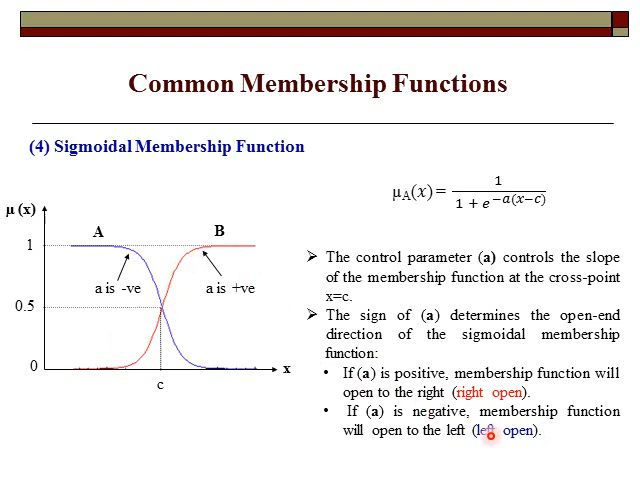 Common Membership Functions
(4) Sigmoidal Membership Function
μ_A(x) = 1 / (1 + e^{−a(x−c)})
μ (x)
A
B
1
a is -ve
a is +ve
0.5
0
x
c
➢ The control parameter (a) controls the slope
of the membership function at the cross-point
x=c.
➢ The sign of (a) determines the open-end
direction of the sigmoidal membership
function:
• If (a) is positive, membership function will
open to the right (right open).
• If (a) is negative, membership function
will open to the left (left open).